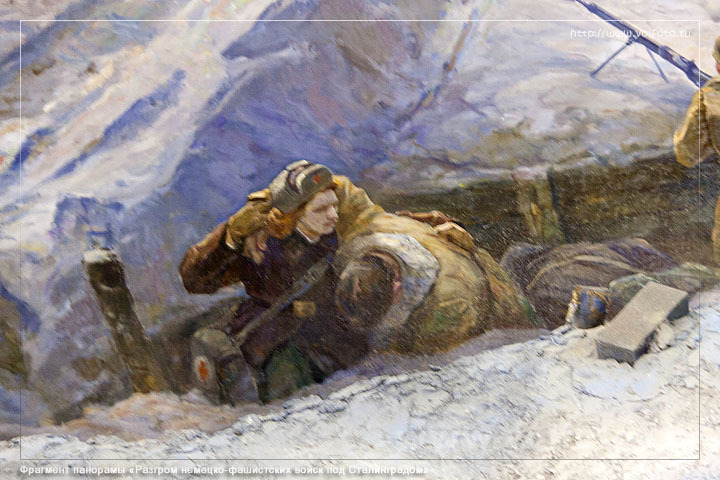 http://www.volfoto.ru
Фрагмент панорамы «Разгром немецко-фашистских войск под Сталинградом»